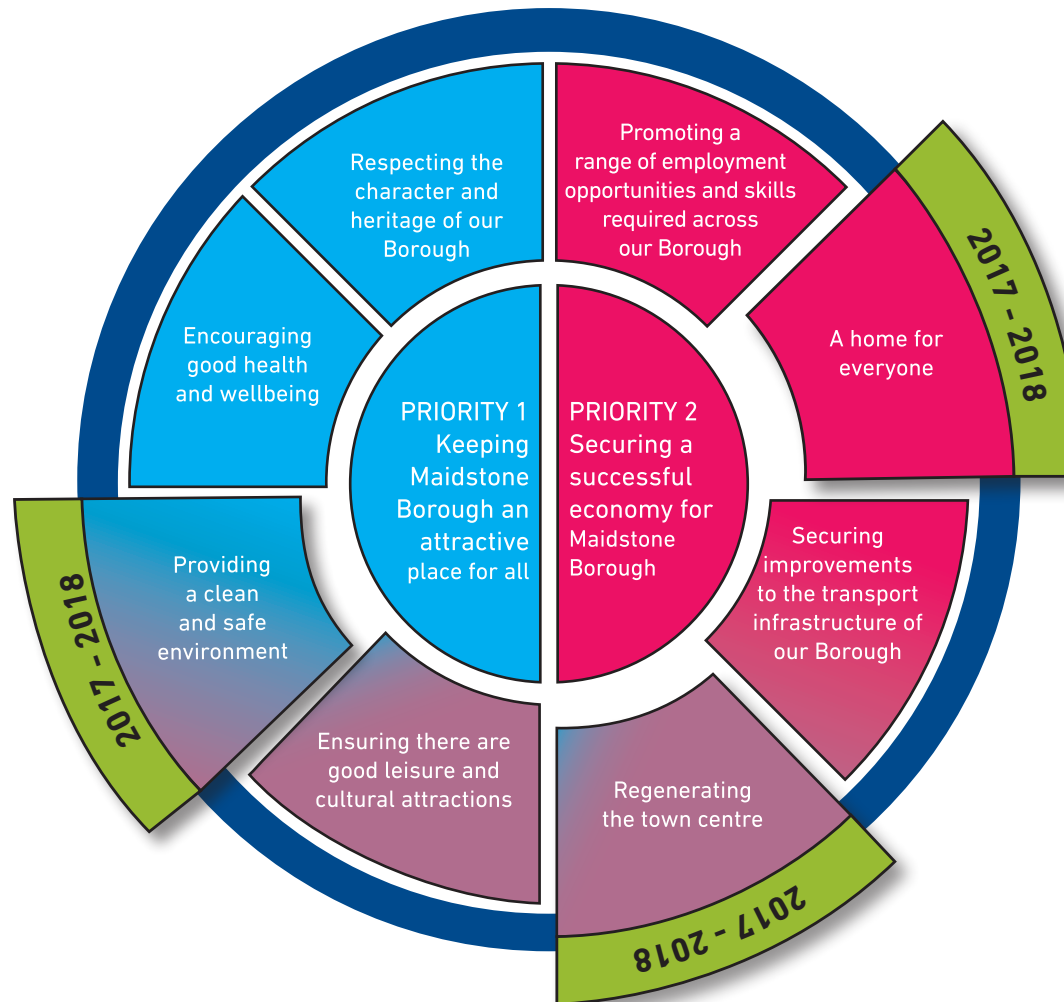 Respecting the
character and
heritage of our
Borough
Promoting a
range of employment
opportunities and skills
required across
our Borough
2017 - 2018
A home for
everyone
Encouraging
good health
and wellbeing
PRIORITY 1
Keeping
Maidstone
Borough an
attractive
place for all
PRIORITY 2
Securing a
successful
economy for
Maidstone
Borough
Securing
improvements
to the transport
infrastructure of
our Borough
Providing
a clean
and safe
environment
2017 - 2018
Ensuring there are
good leisure and
cultural attractions
Regenerating
the town centre
2017 - 2018